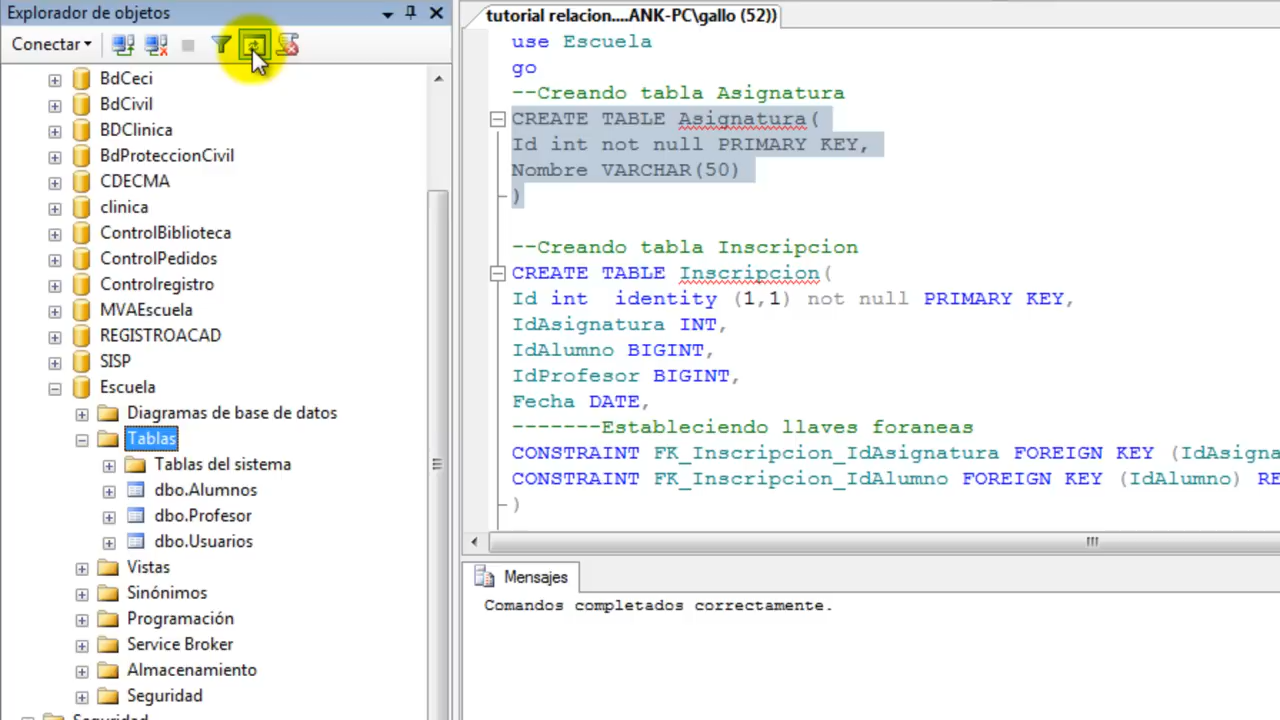 Explorador de objetos
Conectar
BdCeci
BdCivil
BDClinica
BdProteccionCivil
CDECMA
clinica
ControlBiblioteca
ControlPedidos
Controlregistro
MVAEscuela
REGISTROACAD
SISP
Escuela
Diagramas de base de datos
Tablas
Tablas del sistema
dbo.Alumnos
dbo.Profesor
dbo.Usuarios
Vistas
Sinónimos
Programación
Service Broker
Almacenamiento
Seguridad
Seguridad
tutorial relacion....ANK-PC\gallo (52))
use Escuela
go
--Creando tabla Asignatura
CREATE TABLE Asignatura(
Id int not null PRIMARY KEY,
Nombre VARCHAR(50)
)
--Creando tabla Inscripcion
CREATE TABLE Inscripcion(
Id int  identity (1,1) not null PRIMARY KEY,
IdAsignatura INT,
IdAlumno BIGINT,
IdProfesor BIGINT,
Fecha DATE,
-------Estableciendo llaves foraneas
CONSTRAINT FK_Inscripcion_IdAsignatura FOREIGN KEY (IdAsigna
CONSTRAINT FK_Inscripcion_IdAlumno FOREIGN KEY (IdAlumno) RE
)
Mensajes
Comandos completados correctamente.